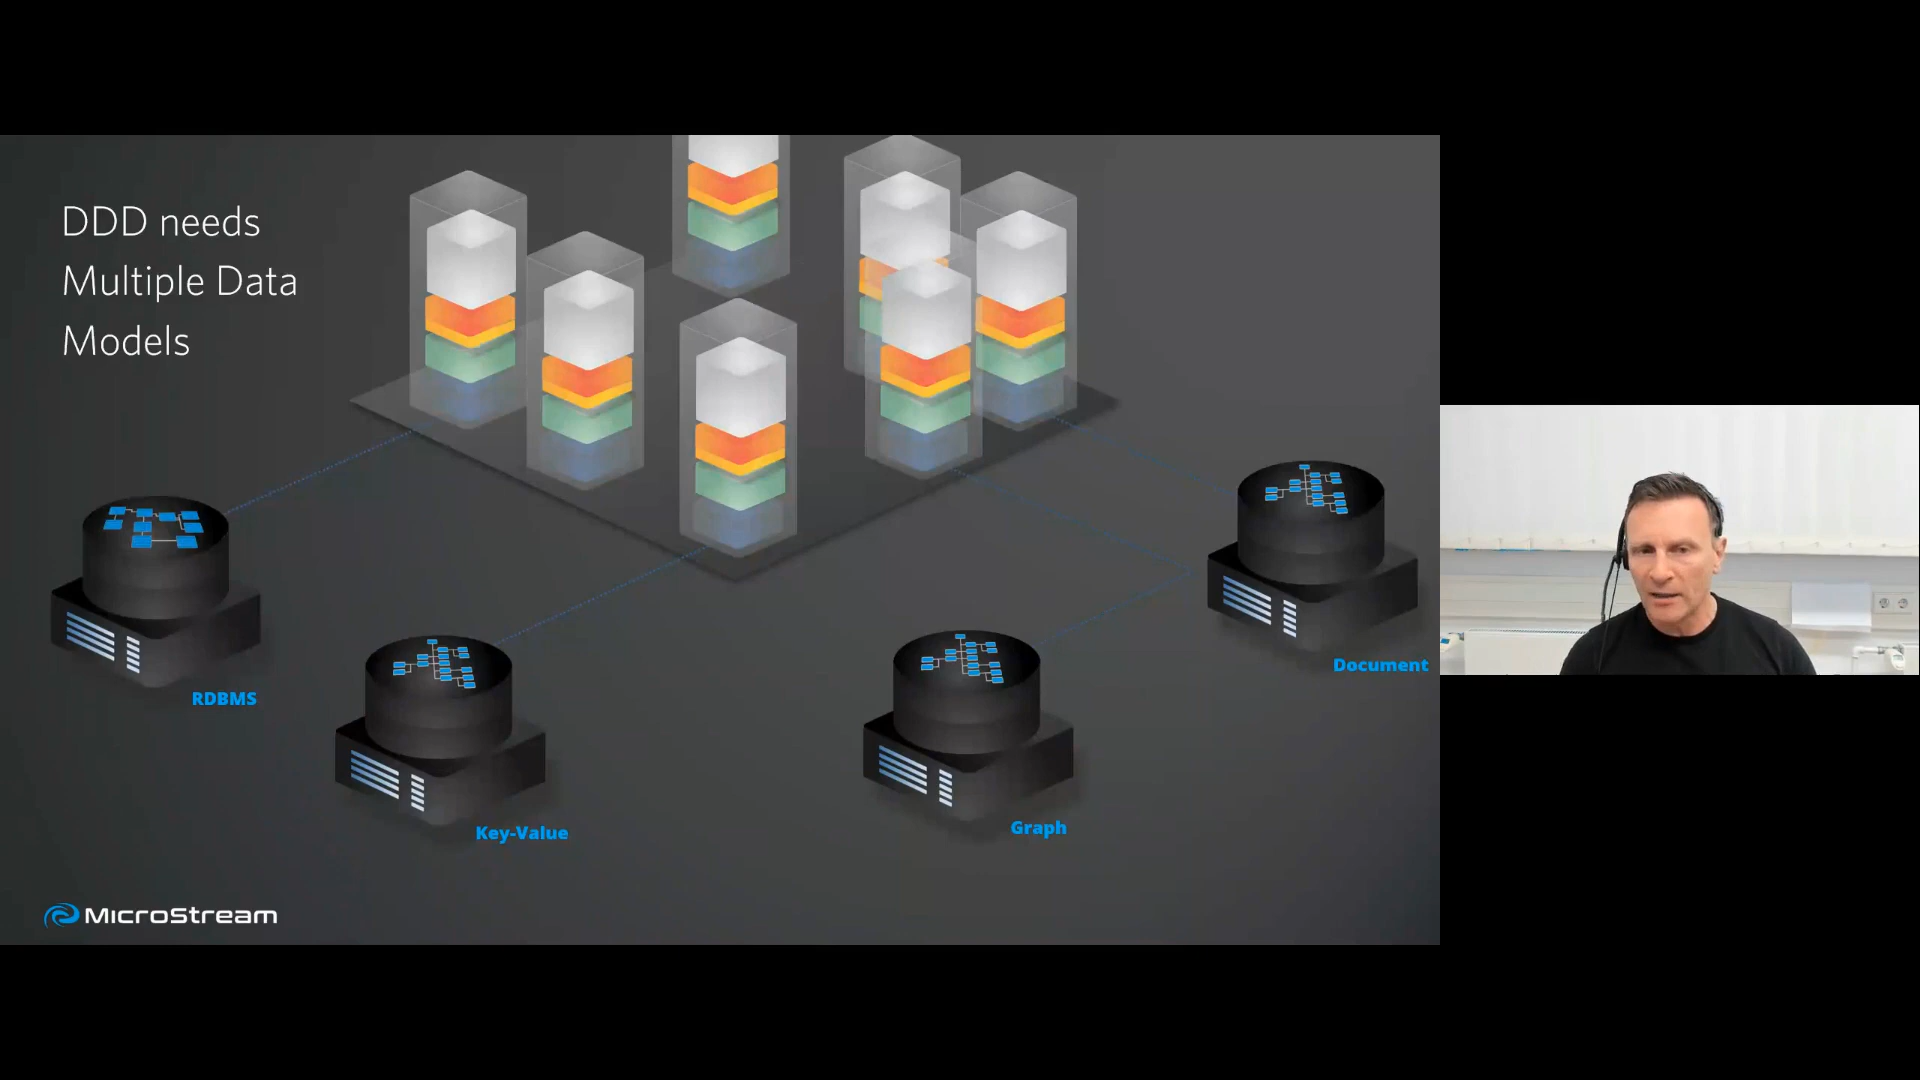 DDD needs
Multiple Data
Models
Document
RDBMS
Key-Value
Graph
MicroStream